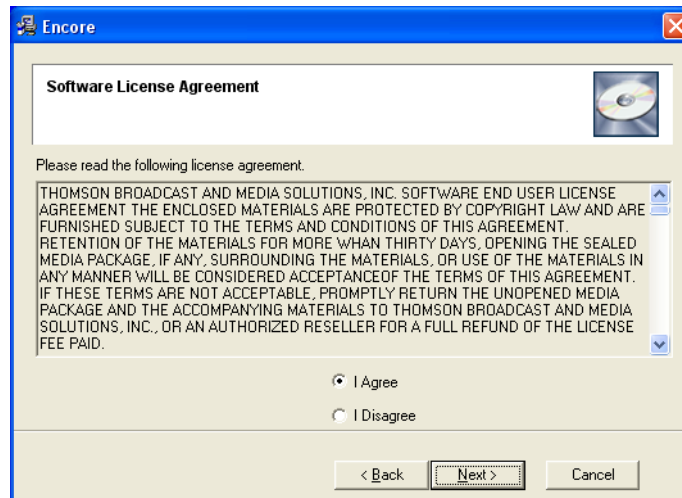 Encore
Software License Agreement
Please read the following license agreement.
THOMSON BROADCAST AND MEDIA SOLUTIONS, INC. SOFTWARE END USER LICENSE
AGREEMENT THE ENCLOSED MATERIALS ARE PROTECTED BY COPYRIGHT LAW AND ARE
FURNISHED SUBJECT TO THE TERMS AND CONDITIONS OF THIS AGREEMENT.
RETENTION OF THE MATERIALS FOR MORE WHAN THIRTY DAYS, OPENING THE SEALED
MEDIA PACKAGE, IF ANY, SURROUNDING THE MATERIALS, OR USE OF THE MATERIALS IN
ANY MANNER WILL BE CONSIDERED ACCEPTANCEOF THE TERMS OF THIS AGREEMENT.
IF THESE TERMS ARE NOT ACCEPTABLE, PROMPTLY RETURN THE UNOPENED MEDIA
PACKAGE AND THE ACCOMPANYING MATERIALS TO THOMSON BROADCAST AND MEDIA
SOLUTIONS, INC., OR AN AUTHORIZED RESELLER FOR A FULL REFUND OF THE LICENSE
FEE PAID.
I Agree
I Disagree
< Back Next > Cancel